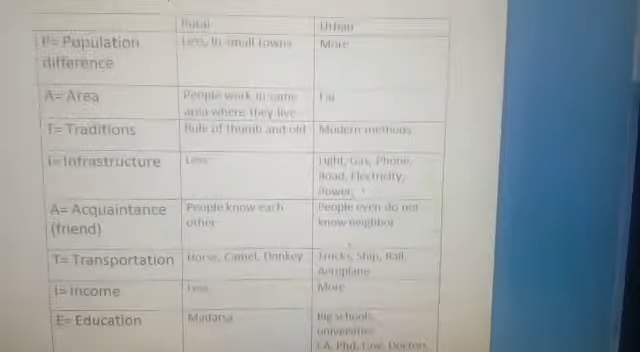 Rural Urban
P= Population Less, In small towns More
difference
A= Area People work in same Far
area where they live
T= Traditions Rule of thumb and old Modern methods
I= Infrastructure Less Light, Gas, Phone,
Road, Electricity,
Power,
A= Acquaintance People know each People even do not
(friend) other know neighbor
T= Transportation Horse, Camel, Donkey Trucks, Ship, Rail,
Aeroplane
I= Income Less More
E= Education Madarsa Big schools,
universities
Phd, Law, Doctors